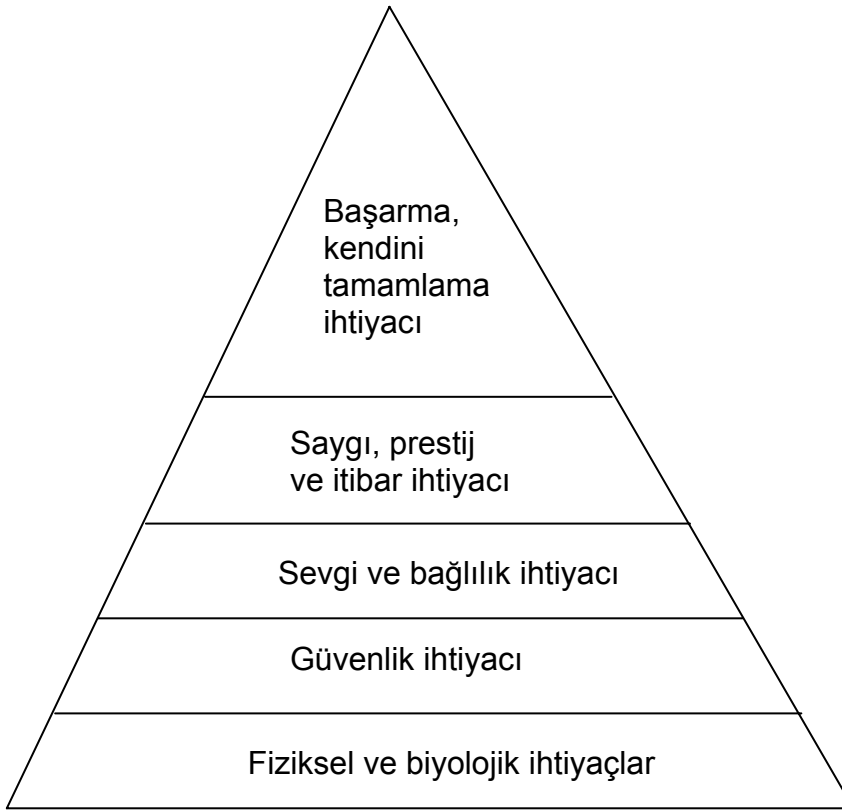 Başarma,
kendini
tamamlama
ihtiyacı
Saygı, prestij
ve itibar ihtiyacı
Sevgi ve bağlılık ihtiyacı
Güvenlik ihtiyacı
Fiziksel ve biyolojik ihtiyaçlar